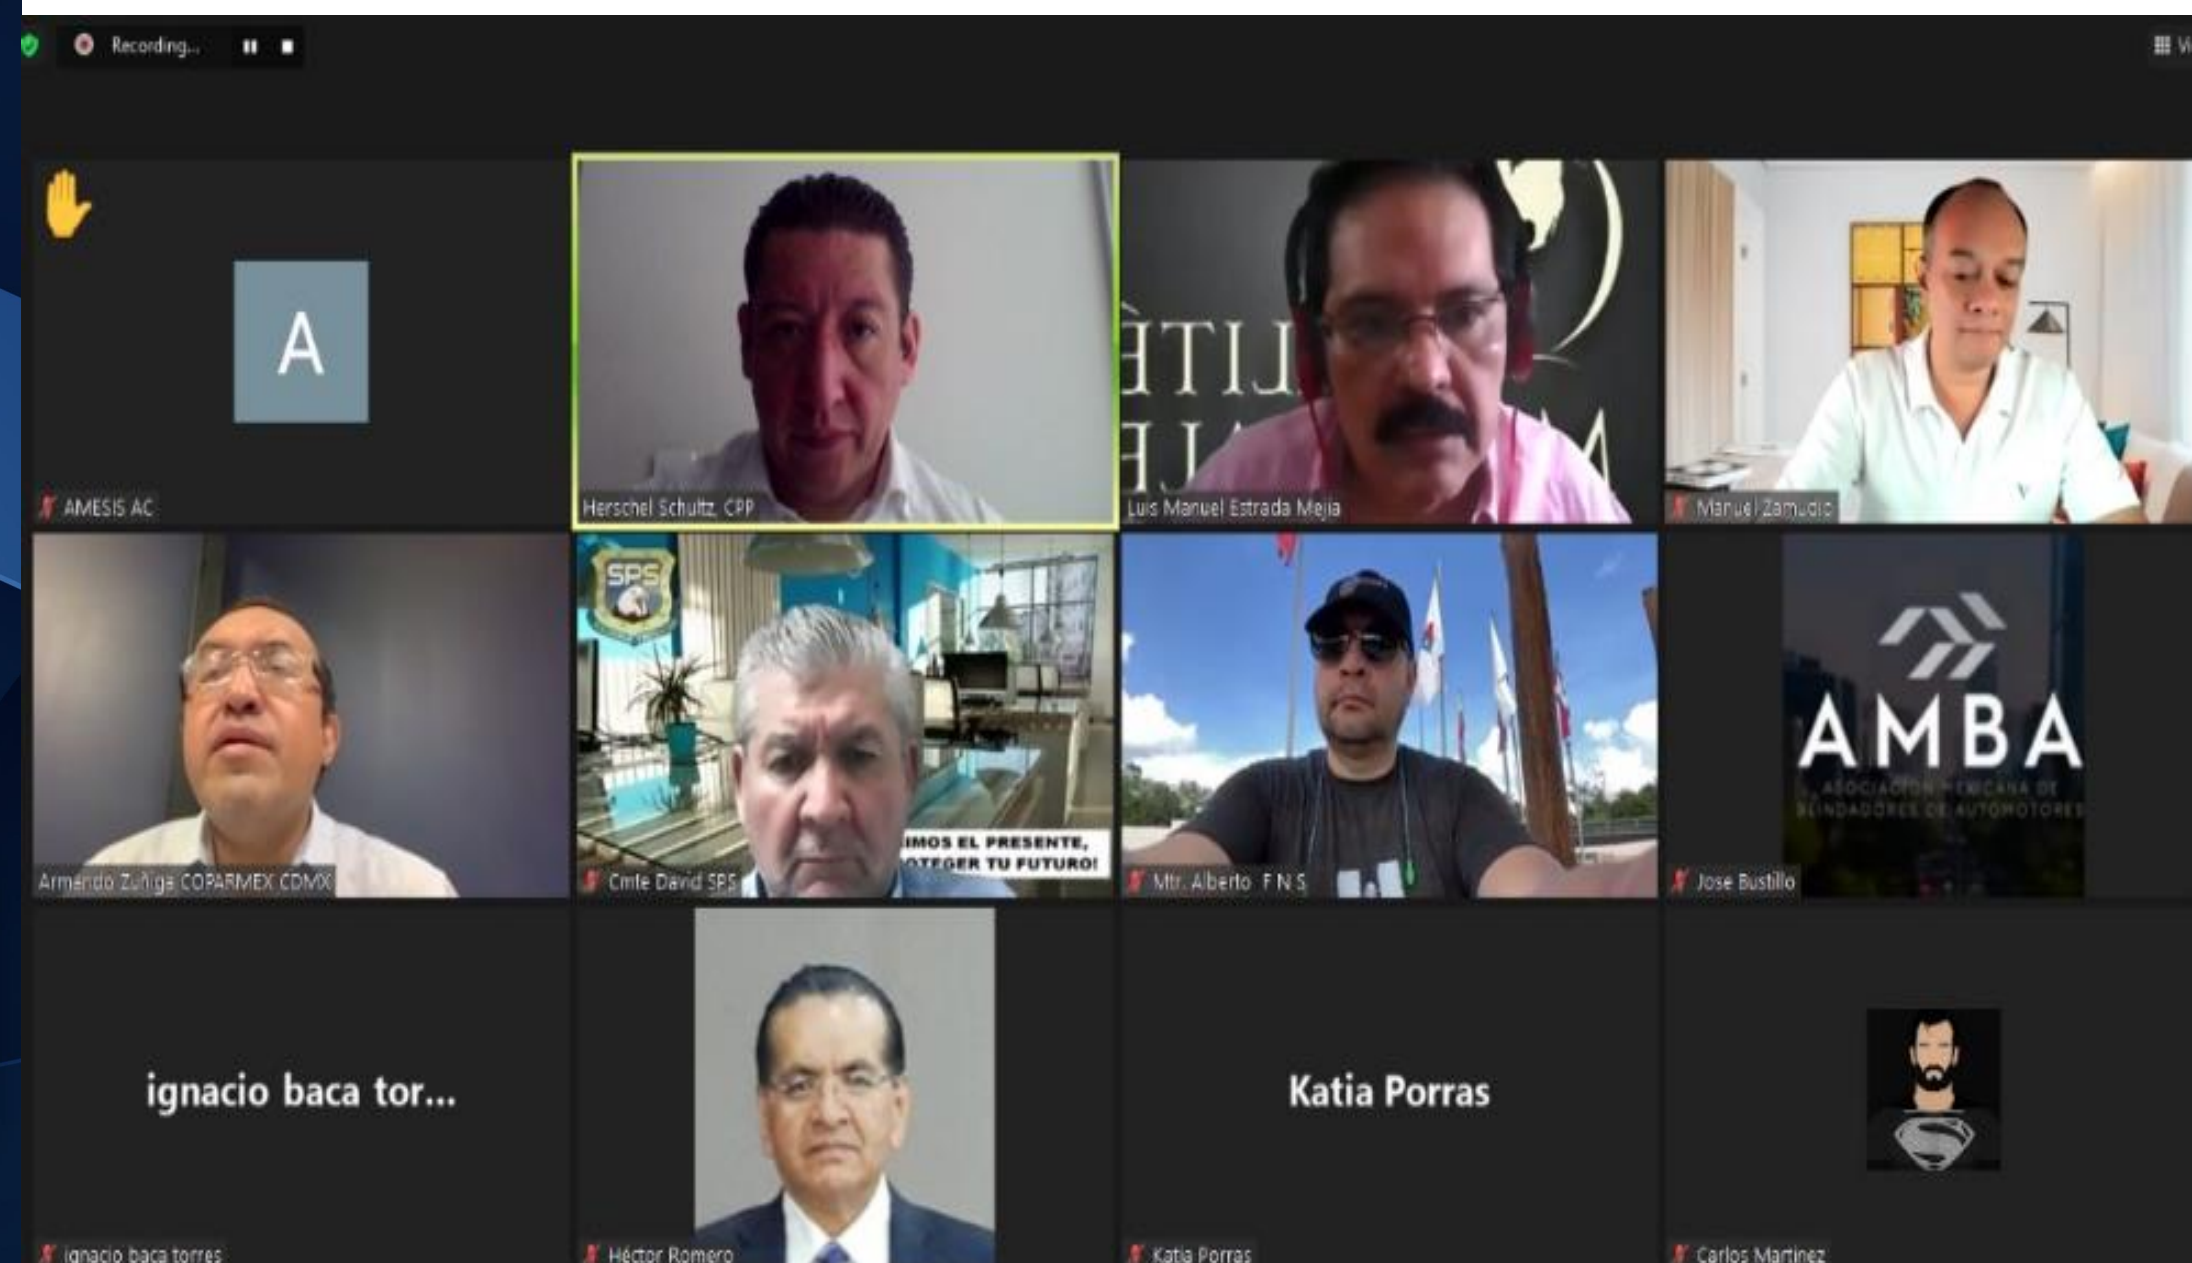 Recording...
A
AMESIS AC
Herschel Schultz, CPP
Luis Manuel Estrada Mejia
Manuel Zamudio
SPS
IMOS EL PRESENTE,
OTEGER TU FUTURO!
Armando Zuñiga COPARMEX CDMX
Cmte David SPS
Mtr. Alberto F N S
AMBA
ASOCIACIÓN MEXICANA DE
BLINDADORES DE AUTOMOTORES
Jose Bustillo
ignacio baca tor...
Katia Porras
ignacio baca torres
Héctor Romero
Katia Porras
Carlos Martinez